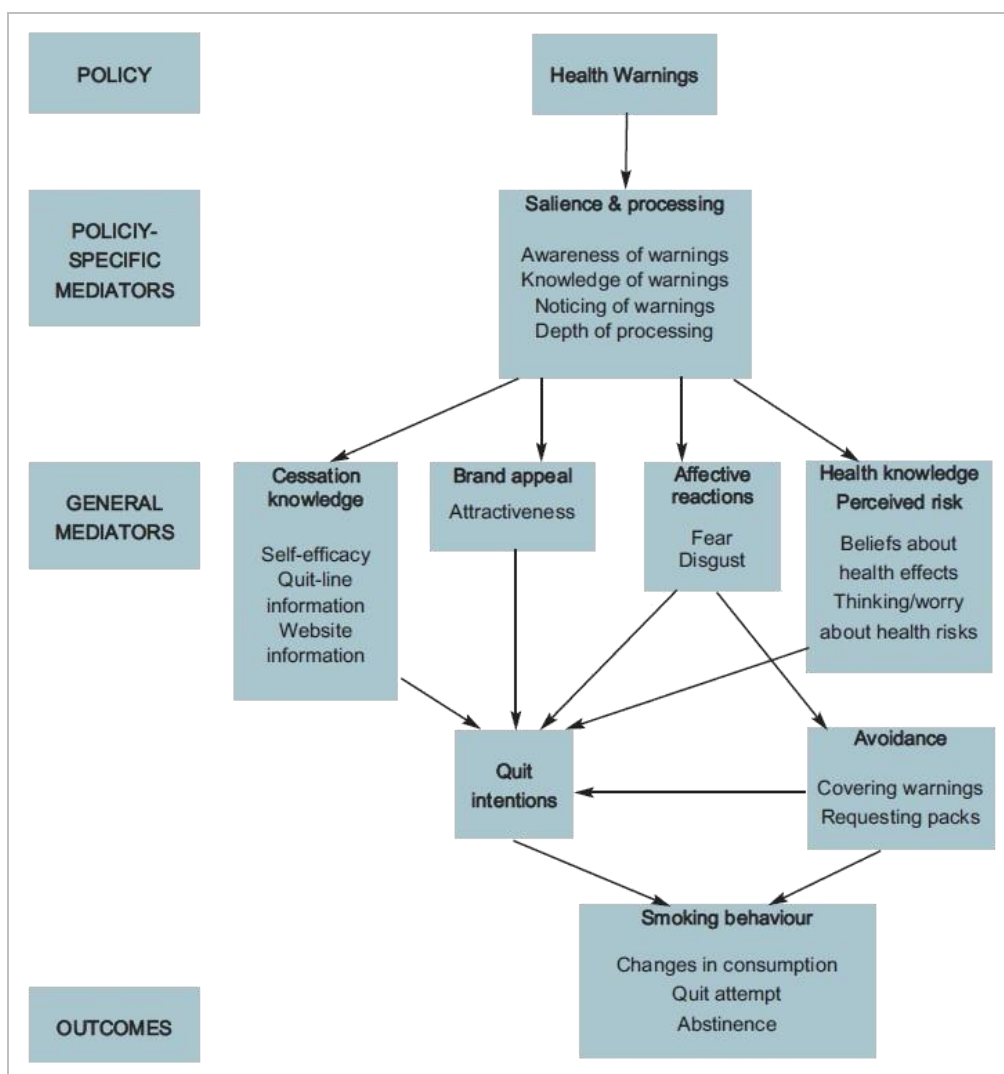 POLICY
Health Warnings
POLICIY-
SPECIFIC
MEDIATORS
Salience & processing
Awareness of warnings
Knowledge of warnings
Noticing of warnings
Depth of processing
GENERAL
MEDIATORS
Cessation
knowledge
Self-efficacy
Quit-line
information
Website
information
Brand appeal
Attractiveness
Affective
reactions
Fear
Disgust
Health knowledge
Perceived risk
Beliefs about
health effects
Thinking/worry
about health risks
Quit
intentions
Avoidance
Covering warnings
Requesting packs
Smoking behaviour
Changes in consumption
Quit attempt
Abstinence
OUTCOMES